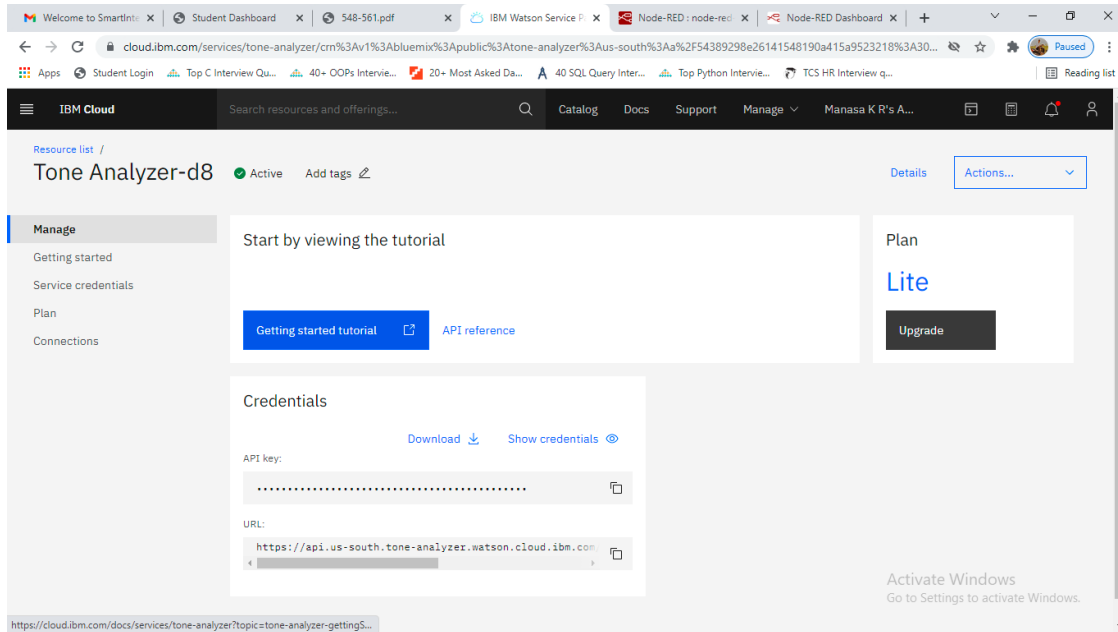 Welcome to SmartInte
Student Dashboard
548-561.pdf
IBM Watson Service P
Node-RED : node-red
Node-RED Dashboard
cloud.ibm.com/services/tone-analyzer/crn%3Av1%3Abluemix%3Apublic%3Atone-analyzer%3Aus-south%3Aa%2F54389298e26141548190a415a9523218%3A30...
Paused
Apps
Student Login
Top C Interview Qu...
40+ OOPs Intervie...
20+ Most Asked Da...
40 SQL Query Inter...
Top Python Intervie...
TCS HR Interview q...
Reading list
IBM Cloud
Search resources and offerings...
Catalog
Docs
Support
Manage
Manasa K R's A...
Resource list /
Tone Analyzer-d8
Active
Add tags
Details
Actions...
Manage
Getting started
Service credentials
Plan
Connections
Start by viewing the tutorial
Getting started tutorial
API reference
Plan
Lite
Upgrade
Credentials
Download
Show credentials
API key:
URL:
https://api.us-south.tone-analyzer.watson.cloud.ibm.com
Activate Windows
Go to Settings to activate Windows.
https://cloud.ibm.com/docs/services/tone-analyzer?topic=tone-analyzer-gettingS...